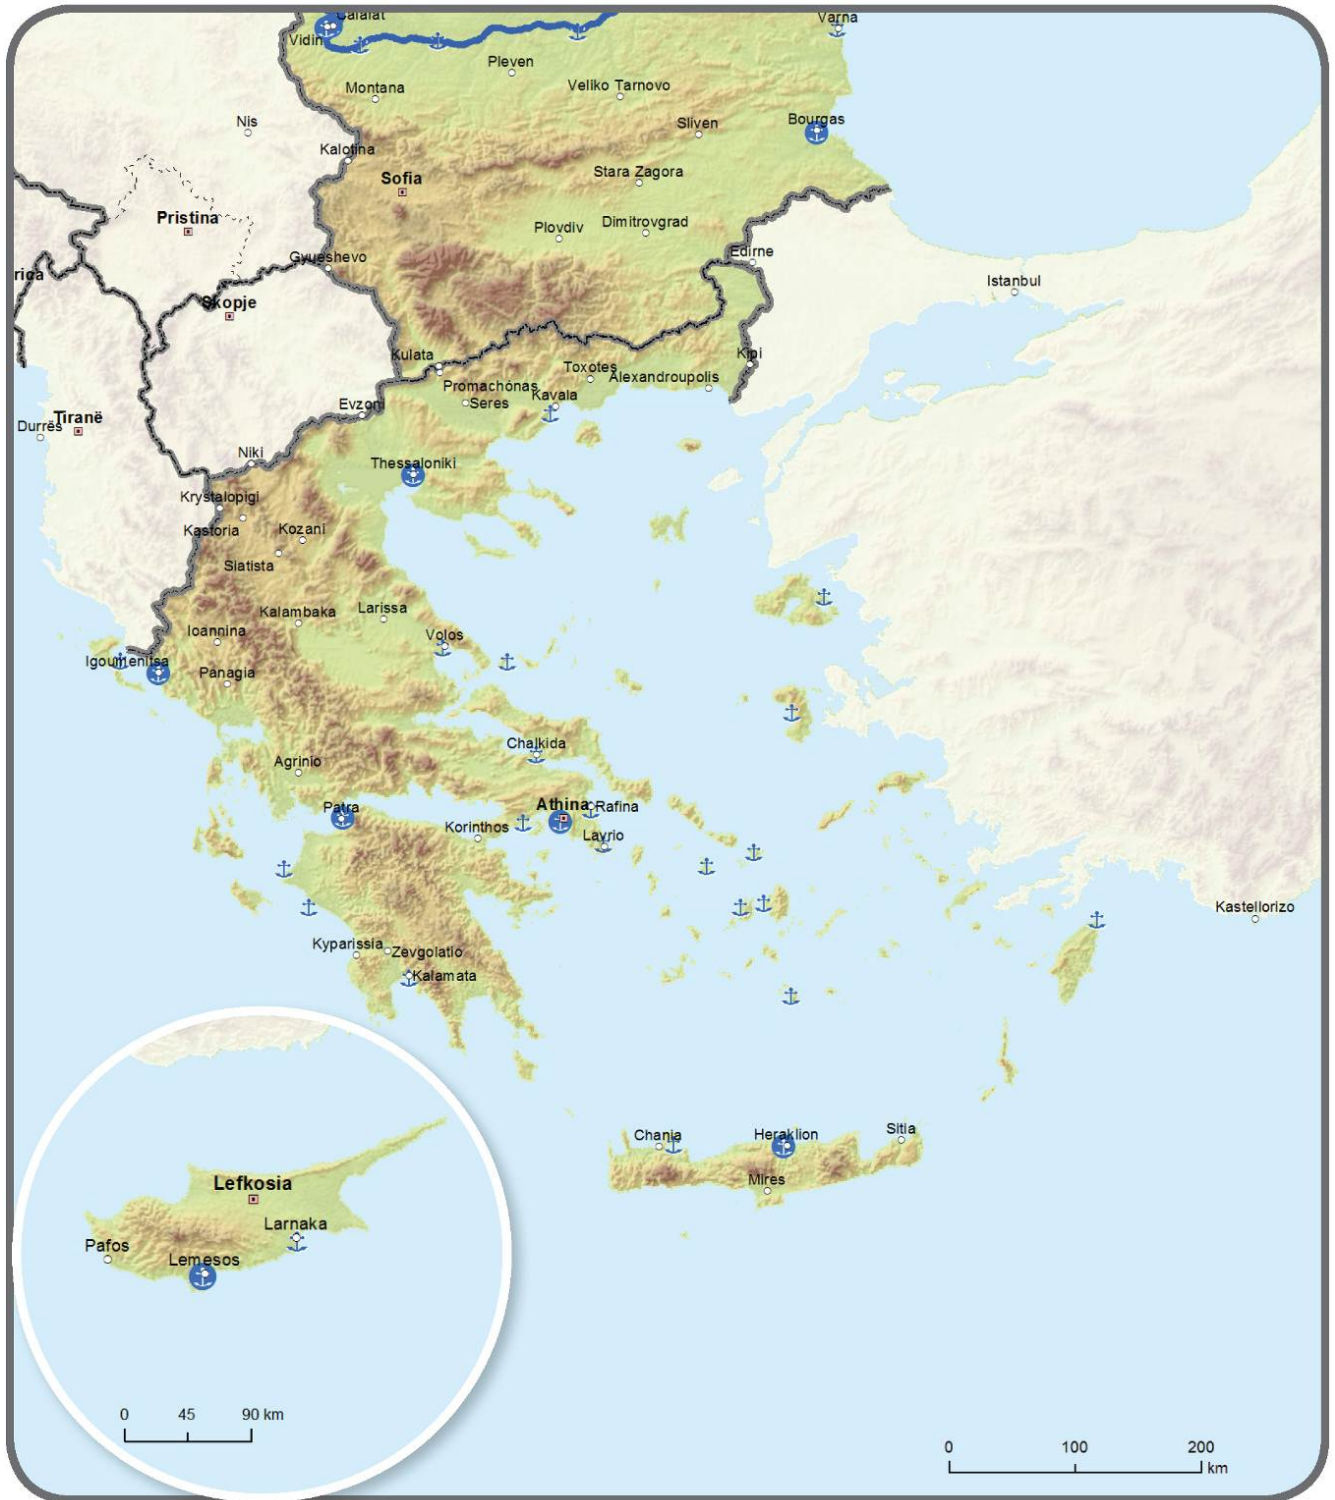 Calafat
Varna
Vidin
Pleven
Montana
Veliko Tarnovo
Nis
Sliven
Bourgas
Kalotina
Sofia
Stara Zagora
Pristina
Plovdiv
Dimitrovgrad
Gyueshevo
Edirne
rica
Istanbul
Skopje
Kulata
Kipi
Toxotes
Alexandroupolis
Promachonas
Kavala
Evzoni
Seres
Tiranë
Durrës
Niki
Thessaloniki
Krystalopigi
Kastoria
Kozani
Siatista
Kalambaka
Larissa
Ioannina
Volos
Igoumenitsa
Panagia
Chalkida
Agrinio
Patra
Athina
Rafina
Korinthos
Lavrio
Kastellorizo
Kyparissia
Zevgolatio
Kalamata
Chania
Heraklion
Sitia
Mires
Lefkosia
Larnaka
Pafos
Lemesos
0 45 90 km
0 100 200
km